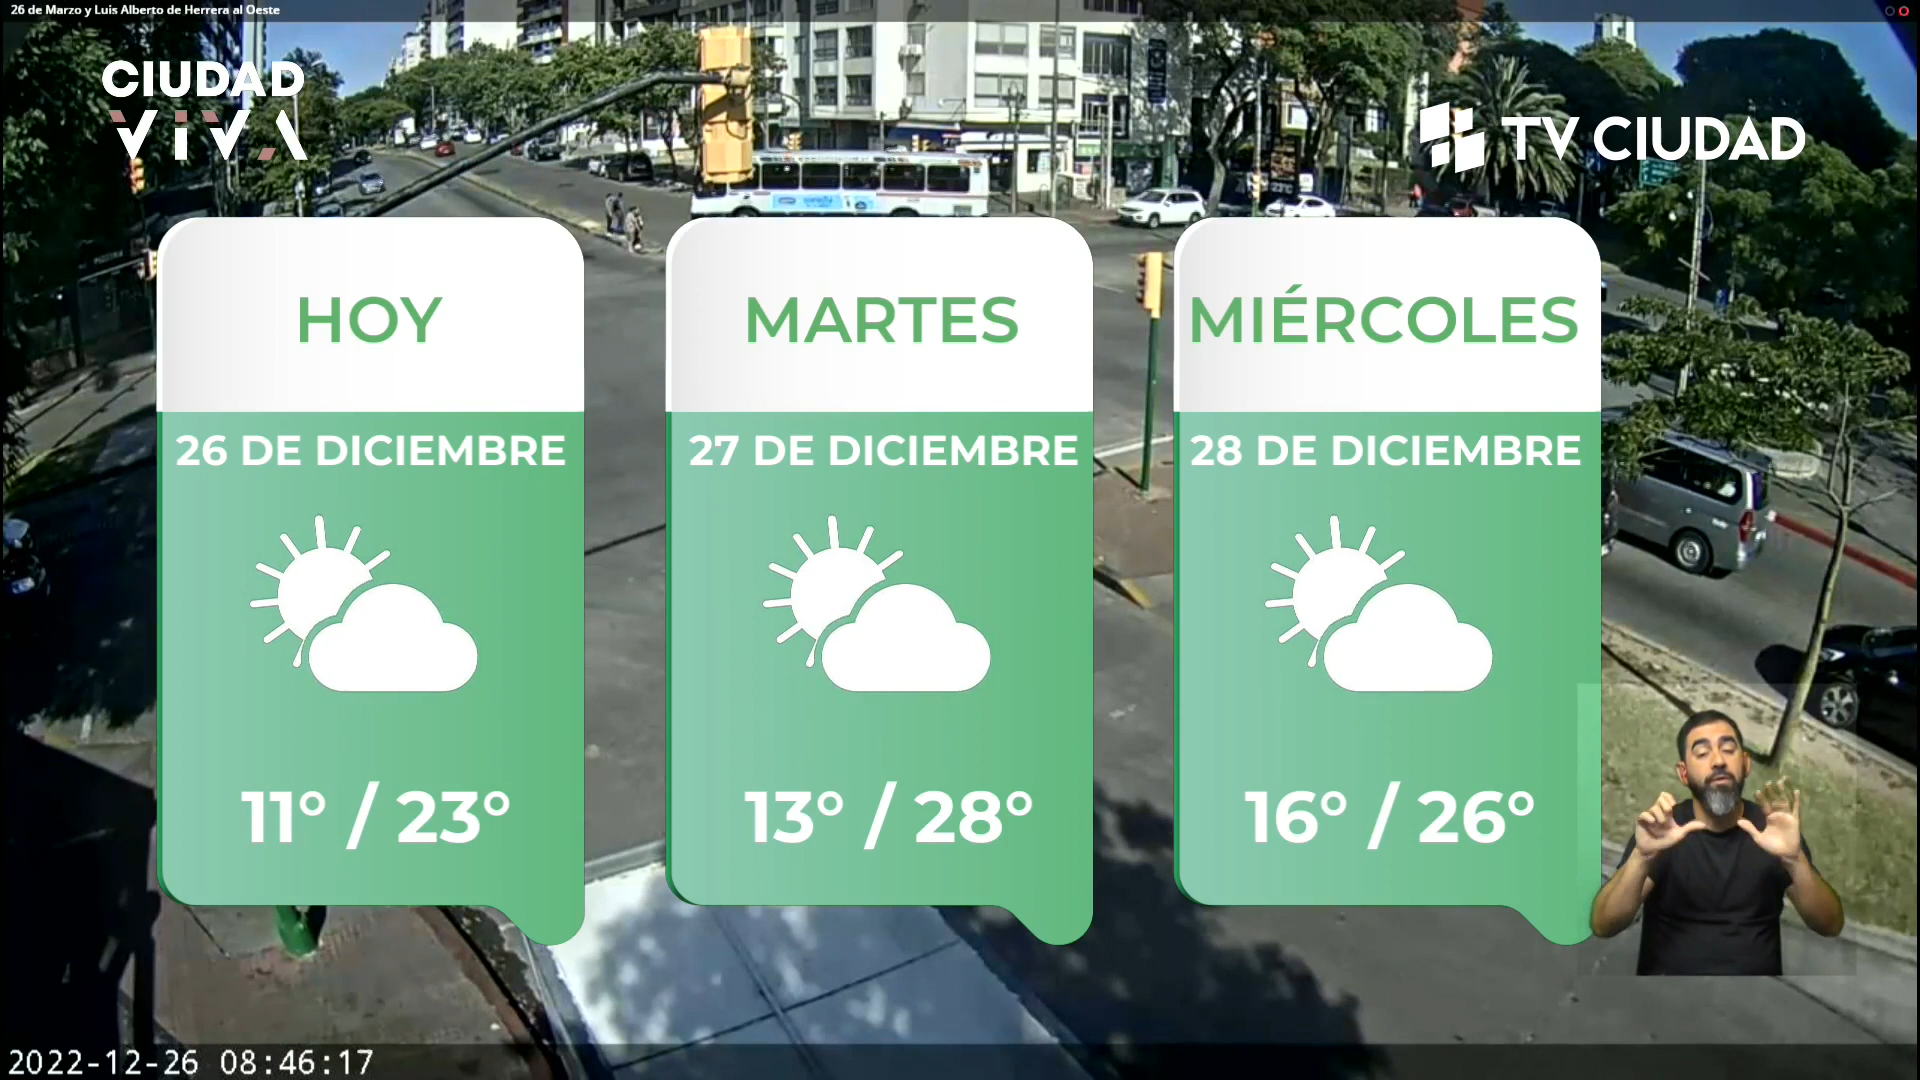 26 de Marzo y Luis Alberto de Herrera al Oeste
CIUDAD
VIVA
TV CIUDAD
HOY
26 DE DICIEMBRE
11° / 23°
MARTES
27 DE DICIEMBRE
13° / 28°
MIÉRCOLES
28 DE DICIEMBRE
16° / 26°
2022-12-26 08:46:17